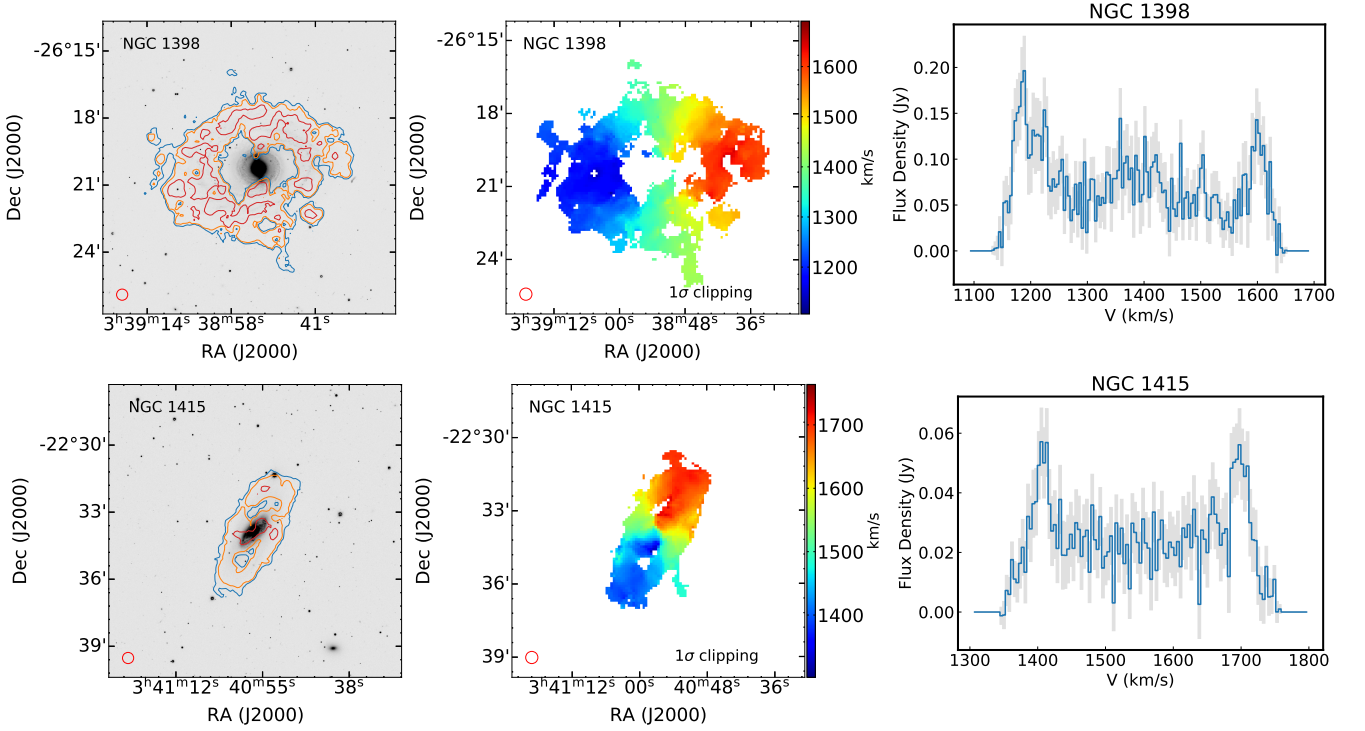 NGC 1398
-26°15'
18'
21'
24'
Dec (J2000)
3ʰ39ᵐ14ˢ 38ᵐ58ˢ 41ˢ
RA (J2000)
NGC 1398
-26°15'
18'
21'
24'
Dec (J2000)
1σ clipping
3ʰ39ᵐ12ˢ 00ˢ 38ᵐ48ˢ 36ˢ
RA (J2000)
1600
1500
1400
1300
1200
km/s
NGC 1398
0.20
0.15
0.10
0.05
0.00
Flux Density (Jy)
1100 1200 1300 1400 1500 1600 1700
V (km/s)
NGC 1415
-22°30'
33'
36'
39'
Dec (J2000)
3ʰ41ᵐ12ˢ 40ᵐ55ˢ 38ˢ
RA (J2000)
NGC 1415
-22°30'
33'
36'
39'
Dec (J2000)
1σ clipping
3ʰ41ᵐ12ˢ 00ˢ 40ᵐ48ˢ 36ˢ
RA (J2000)
1700
1600
1500
1400
km/s
NGC 1415
0.06
0.04
0.02
0.00
Flux Density (Jy)
1300 1400 1500 1600 1700 1800
V (km/s)